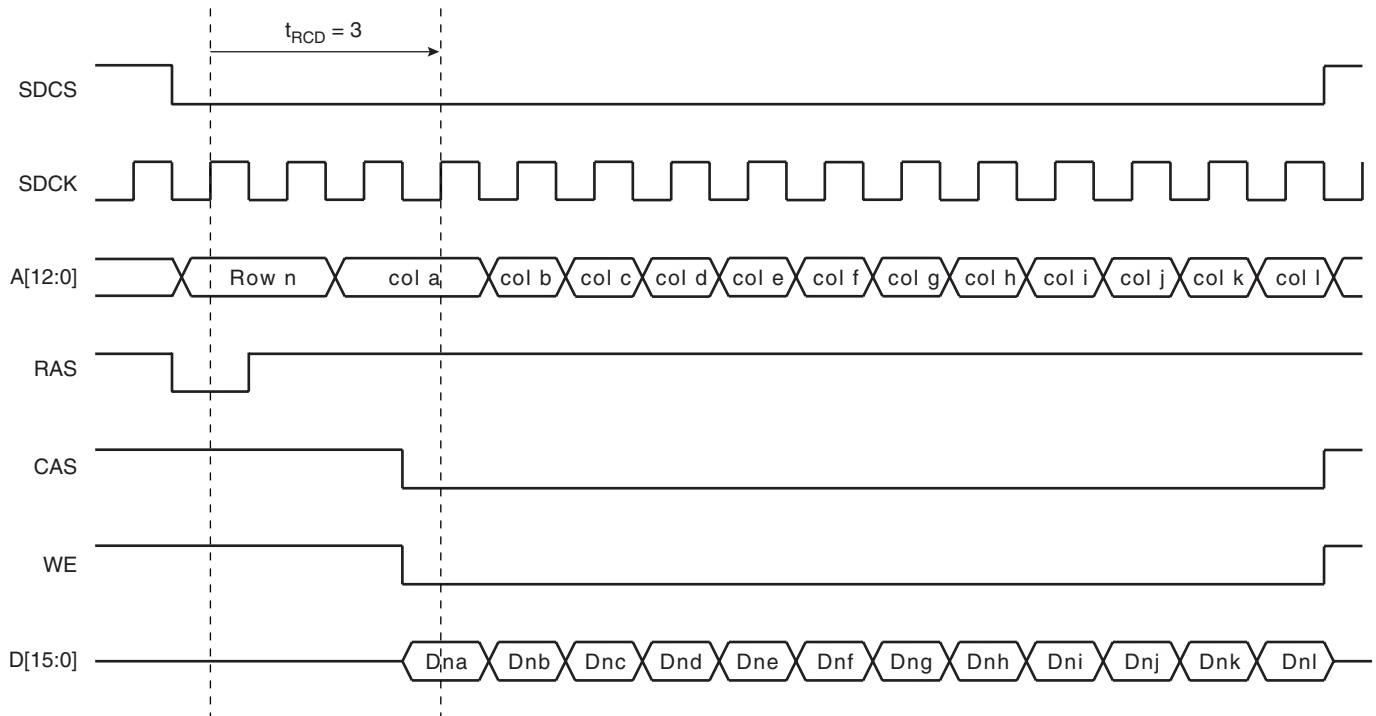 tRCD = 3
SDCS
SDCK
A[12:0] Row n col a col b col c col d col e col f col g col h col i col j col k col l
RAS
CAS
WE
D[15:0] Dna Dnb Dnc Dnd Dne Dnf Dng Dnh Dni Dnj Dnk Dnl